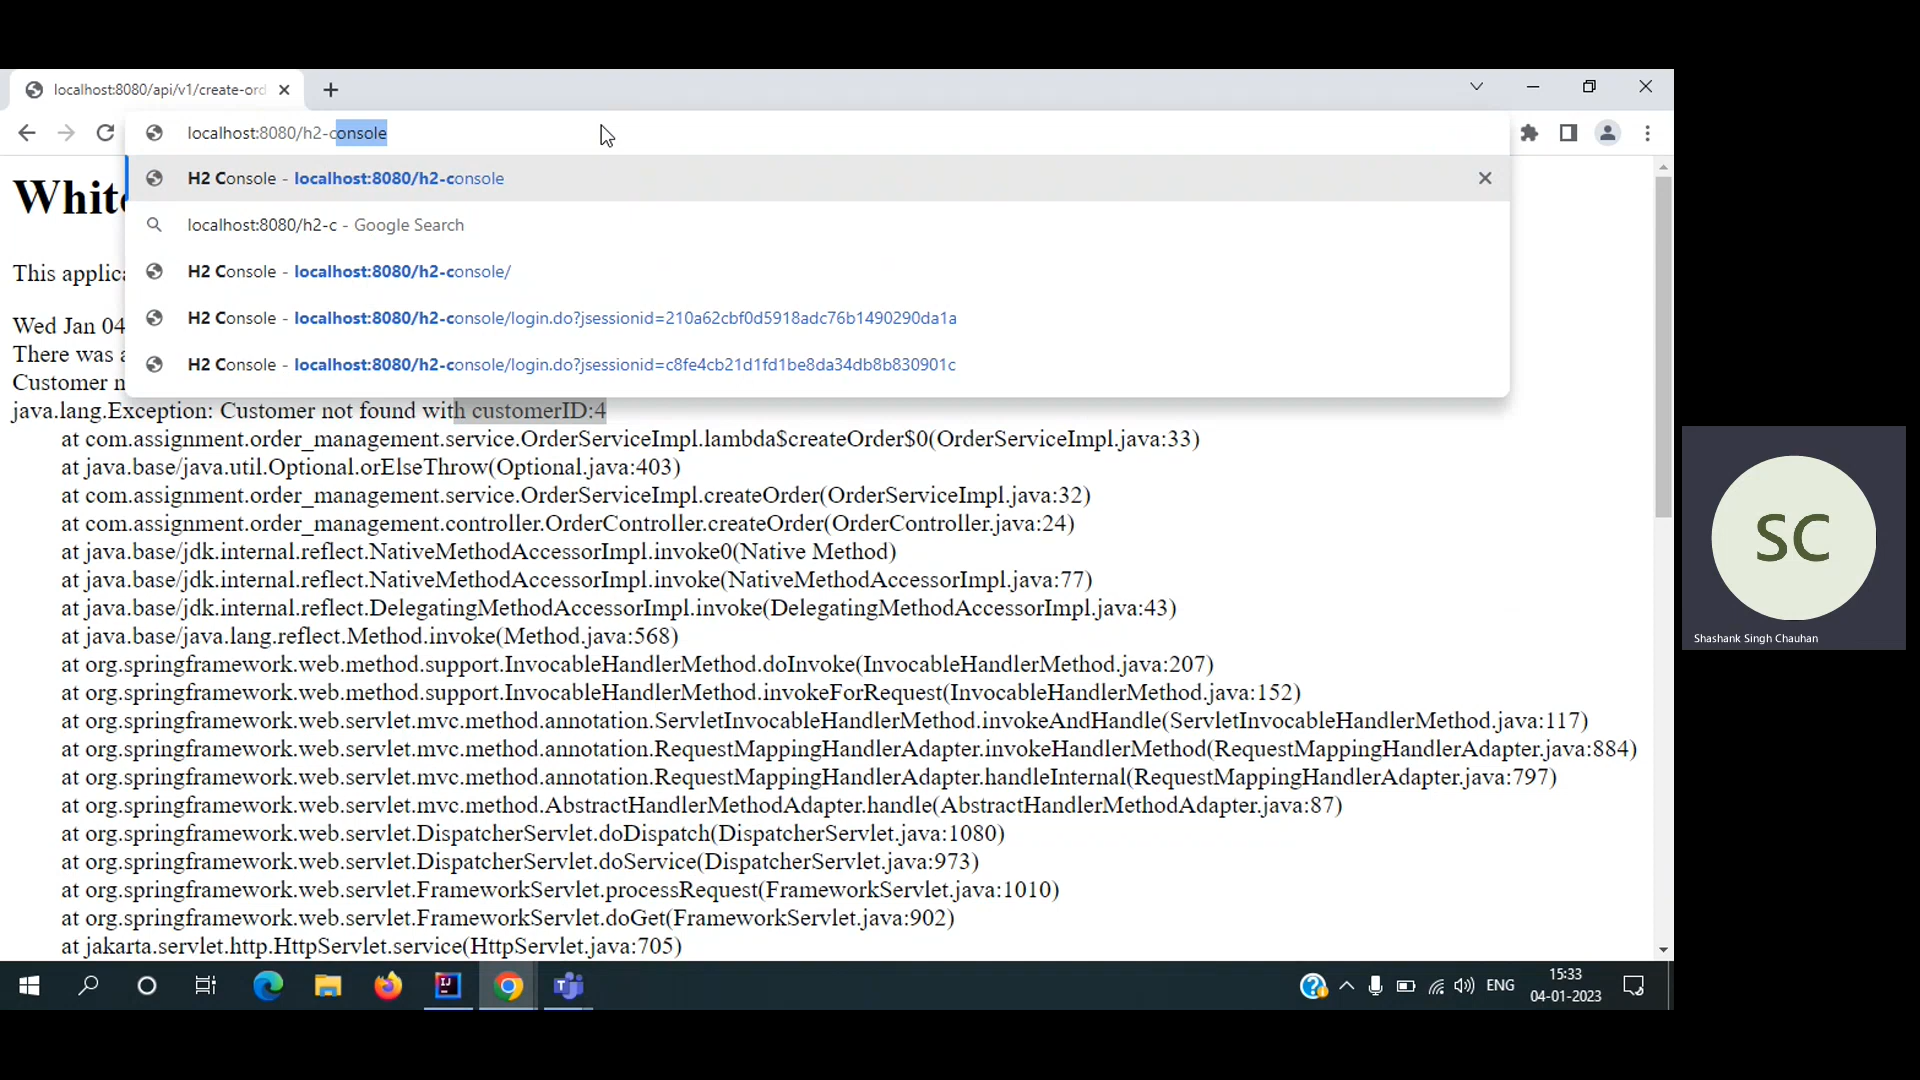 localhost:8080/api/v1/create-ord
localhost:8080/h2-console
H2 Console - localhost:8080/h2-console
localhost:8080/h2-c - Google Search
H2 Console - localhost:8080/h2-console/
H2 Console - localhost:8080/h2-console/login.do?jsessionid=210a62cbf0d5918adc76b1490290da1a
H2 Console - localhost:8080/h2-console/login.do?jsessionid=c8fe4cb21d1fd1be8da34db8b830901c
White
This applica
Wed Jan 04
There was a
Customer n
java.lang.Exception: Customer not found with customerID:4
at com.assignment.order_management.service.OrderServiceImpl.lambda$createOrder$0(OrderServiceImpl.java:33)
at java.base/java.util.Optional.orElseThrow(Optional.java:403)
at com.assignment.order_management.service.OrderServiceImpl.createOrder(OrderServiceImpl.java:32)
at com.assignment.order_management.controller.OrderController.createOrder(OrderController.java:24)
at java.base/jdk.internal.reflect.NativeMethodAccessorImpl.invoke0(Native Method)
at java.base/jdk.internal.reflect.NativeMethodAccessorImpl.invoke(NativeMethodAccessorImpl.java:77)
at java.base/jdk.internal.reflect.DelegatingMethodAccessorImpl.invoke(DelegatingMethodAccessorImpl.java:43)
at java.base/java.lang.reflect.Method.invoke(Method.java:568)
at org.springframework.web.method.support.InvocableHandlerMethod.doInvoke(InvocableHandlerMethod.java:207)
at org.springframework.web.method.support.InvocableHandlerMethod.invokeForRequest(InvocableHandlerMethod.java:152)
at org.springframework.web.servlet.mvc.method.annotation.ServletInvocableHandlerMethod.invokeAndHandle(ServletInvocableHandlerMethod.java:117)
at org.springframework.web.servlet.mvc.method.annotation.RequestMappingHandlerAdapter.invokeHandlerMethod(RequestMappingHandlerAdapter.java:884)
at org.springframework.web.servlet.mvc.method.annotation.RequestMappingHandlerAdapter.handleInternal(RequestMappingHandlerAdapter.java:797)
at org.springframework.web.servlet.mvc.method.AbstractHandlerMethodAdapter.handle(AbstractHandlerMethodAdapter.java:87)
at org.springframework.web.servlet.DispatcherServlet.doDispatch(DispatcherServlet.java:1080)
at org.springframework.web.servlet.DispatcherServlet.doService(DispatcherServlet.java:973)
at org.springframework.web.servlet.FrameworkServlet.processRequest(FrameworkServlet.java:1010)
at org.springframework.web.servlet.FrameworkServlet.doGet(FrameworkServlet.java:902)
at jakarta.servlet.http.HttpServlet.service(HttpServlet.java:705)
SC
Shashank Singh Chauhan
ENG
15:33
04-01-2023